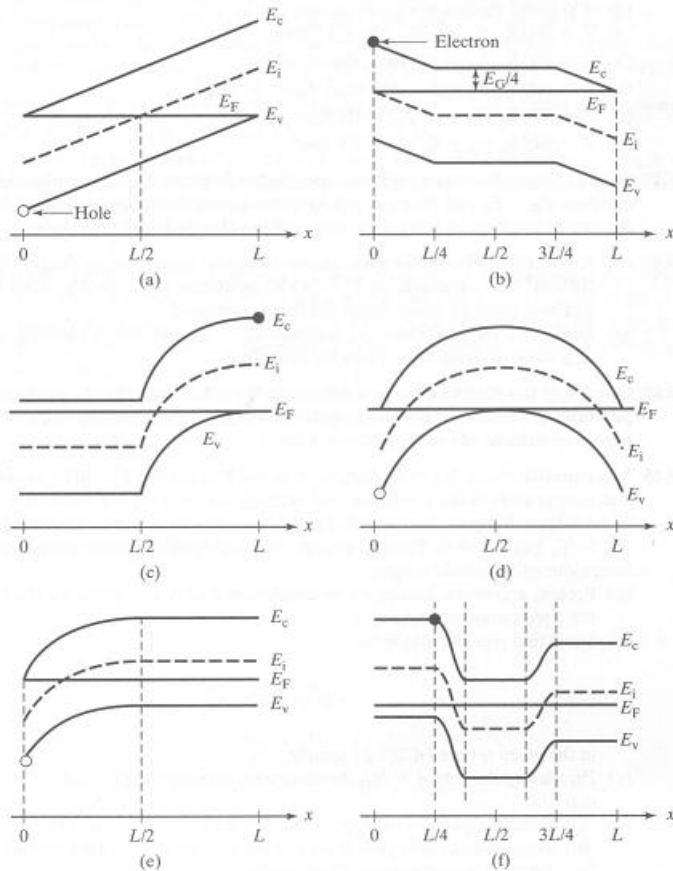 E_c
E_i
E_F
E_v
Hole
0 L/2 L x
(a)
Electron
E_c
E_G/4
E_F
E_i
E_v
0 L/4 L/2 3L/4 L x
(b)
E_c
E_i
E_F
E_v
0 L/2 L x
(c)
E_c
E_F
E_i
E_v
0 L/2 L x
(d)
E_c
E_i
E_F
E_v
0 L/2 L x
(e)
E_c
E_i
E_F
E_v
0 L/4 L/2 3L/4 L x
(f)